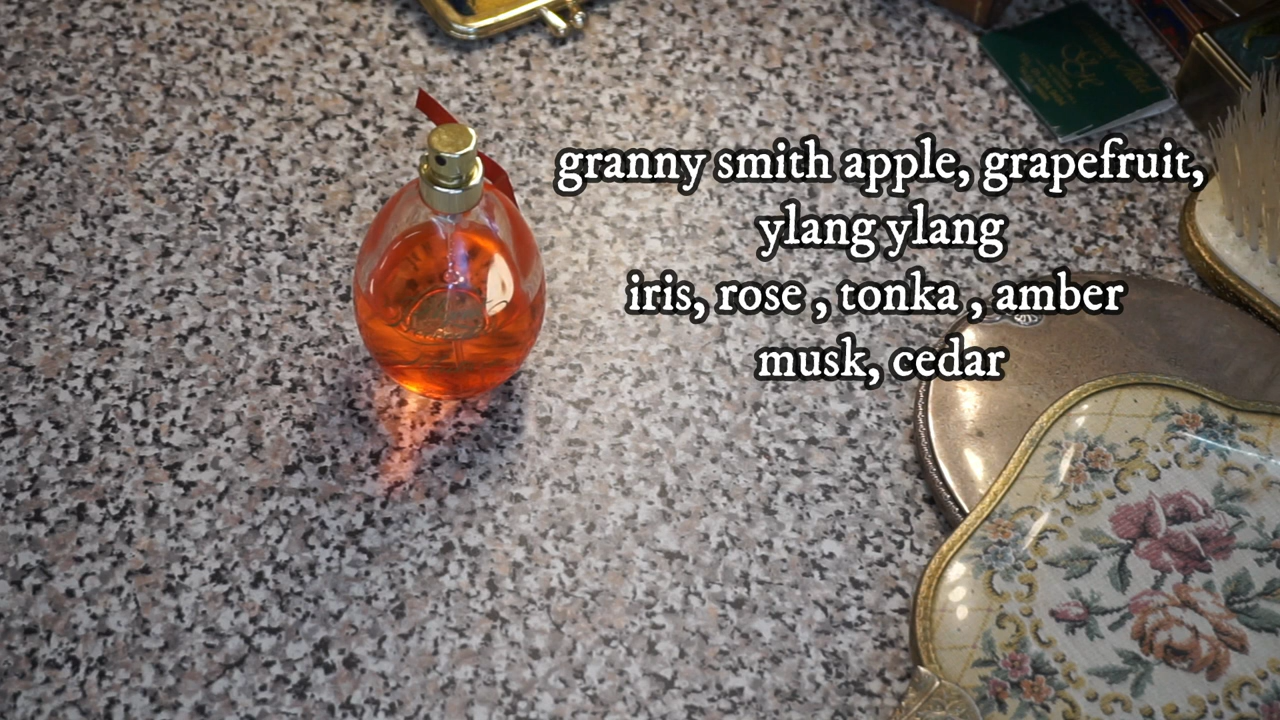 granny smith apple, grapefruit,
ylang ylang
iris, rose , tonka , amber
musk, cedar